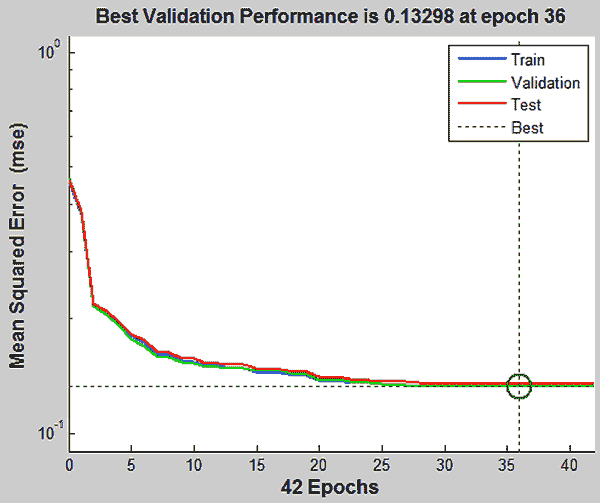 Best Validation Performance is 0.13298 at epoch 36
10^0
Train
Validation
Test
Best
Mean Squared Error (mse)
10^-1
0 5 10 15 20 25 30 35 40
42 Epochs